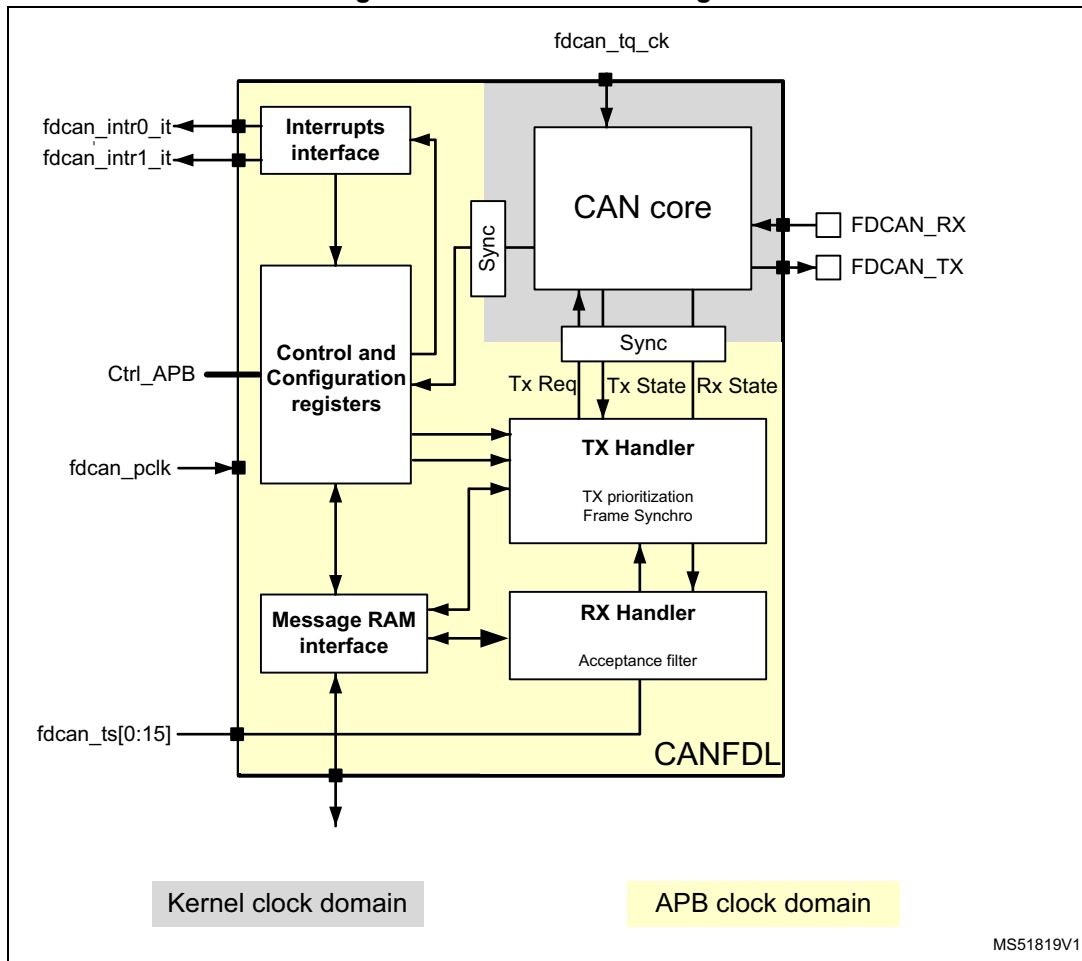 fdcan_tq_ck
fdcan_intr0_it
fdcan_intr1_it
Interrupts
interface
CAN core
Sync
FDCAN_RX
FDCAN_TX
Sync
Control and
Configuration
registers
Ctrl_APB
Tx Req
Tx State
Rx State
fdcan_pclk
TX Handler
TX prioritization
Frame Synchro
Message RAM
interface
RX Handler
Acceptance filter
fdcan_ts[0:15]
CANFDL
Kernel clock domain
APB clock domain
MS51819V1